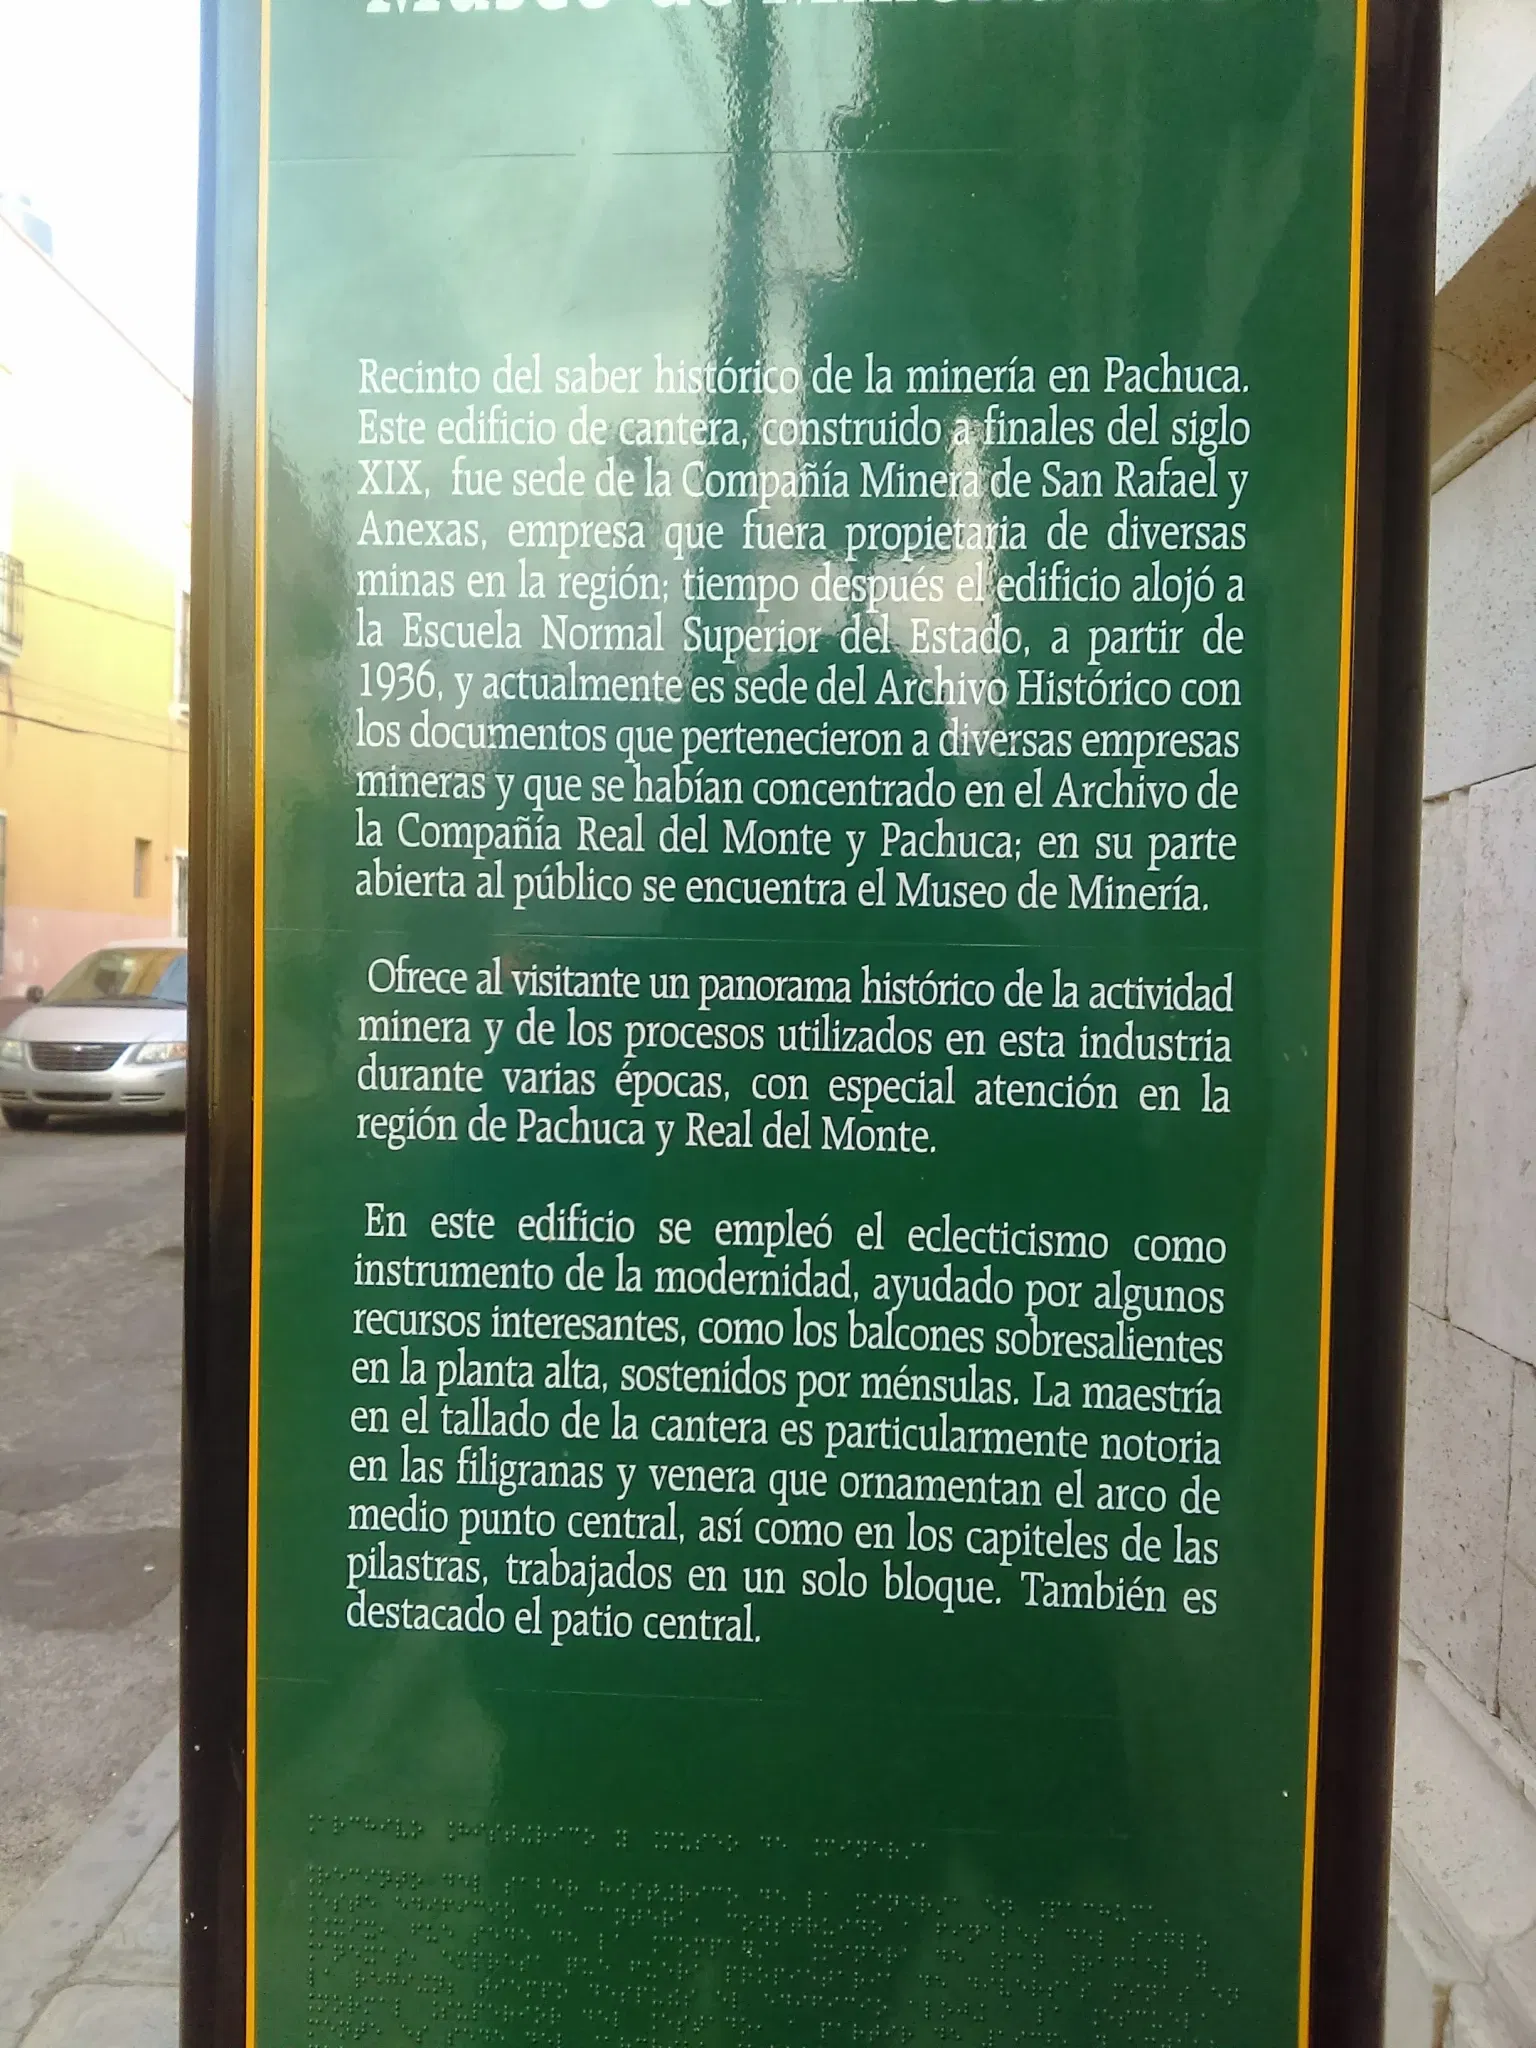 Museo de
Recinto del saber histórico de la minería en Pachuca.
Este edificio de cantera, construido a finales del siglo
XIX, fue sede de la Compañía Minera de San Rafael y
Anexas, empresa que fuera propietaria de diversas
minas en la región; tiempo después el edificio alojó a
la Escuela Normal Superior del Estado, a partir de
1936, y actualmente es sede del Archivo Histórico con
los documentos que pertenecieron a diversas empresas
mineras y que se habían concentrado en el Archivo de
la Compañía Real del Monte y Pachuca; en su parte
abierta al público se encuentra el Museo de Minería.
Ofrece al visitante un panorama histórico de la actividad
minera y de los procesos utilizados en esta industria
durante varias épocas, con especial atención en la
región de Pachuca y Real del Monte.
En este edificio se empleó el eclecticismo como
instrumento de la modernidad, ayudado por algunos
recursos interesantes, como los balcones sobresalientes
en la planta alta, sostenidos por ménsulas. La maestría
en el tallado de la cantera es particularmente notoria
en las filigranas y venera que ornamentan el arco de
medio punto central, así como en los capiteles de las
pilastras, trabajados en un solo bloque. También es
destacado el patio central.